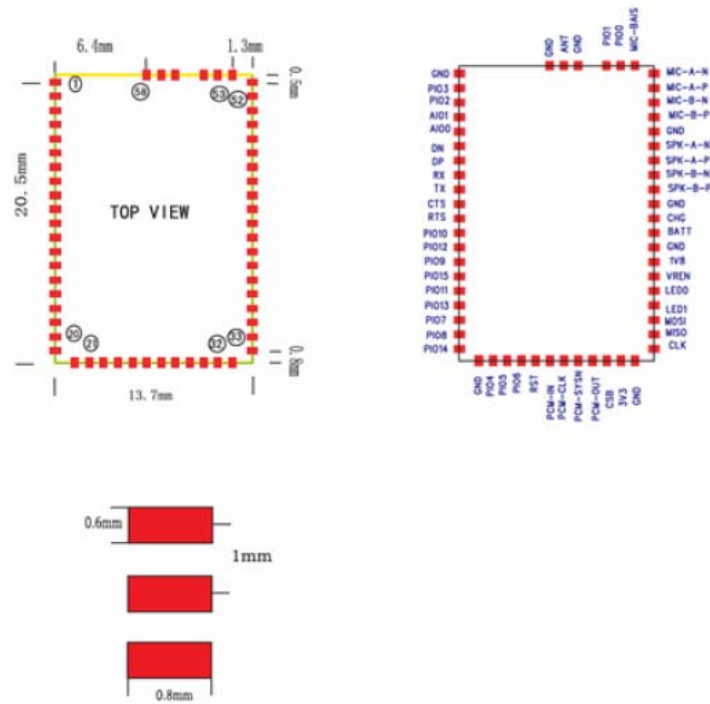 6.4mm
1.3mm
0.5mm
1
58
53
52
20.5mm
TOP VIEW
20
21
32
33
0.8mm
13.7mm
GND
ANT
GND
PIO1
PIO0
MIC-BAIS
GND
PIO3
PIO2
AIO1
AIO0
DN
DP
RX
TX
CTS
RTS
PIO10
PIO12
PIO9
PIO15
PIO11
PIO13
PIO7
PIO8
PIO14
MIC-A-N
MIC-A-P
MIC-B-N
MIC-B-P
GND
SPK-A-N
SPK-A-P
SPK-B-N
SPK-B-P
GND
CHG
BATT
GND
1V8
VREN
LED0
LED1
MOSI
MISO
CLK
GND
PIO4
PIO5
PIO6
RST
PCM-IN
PCM-CLK
PCM-SYSN
PCM-OUT
CSB
3V3
GND
0.6mm
1mm
0.8mm